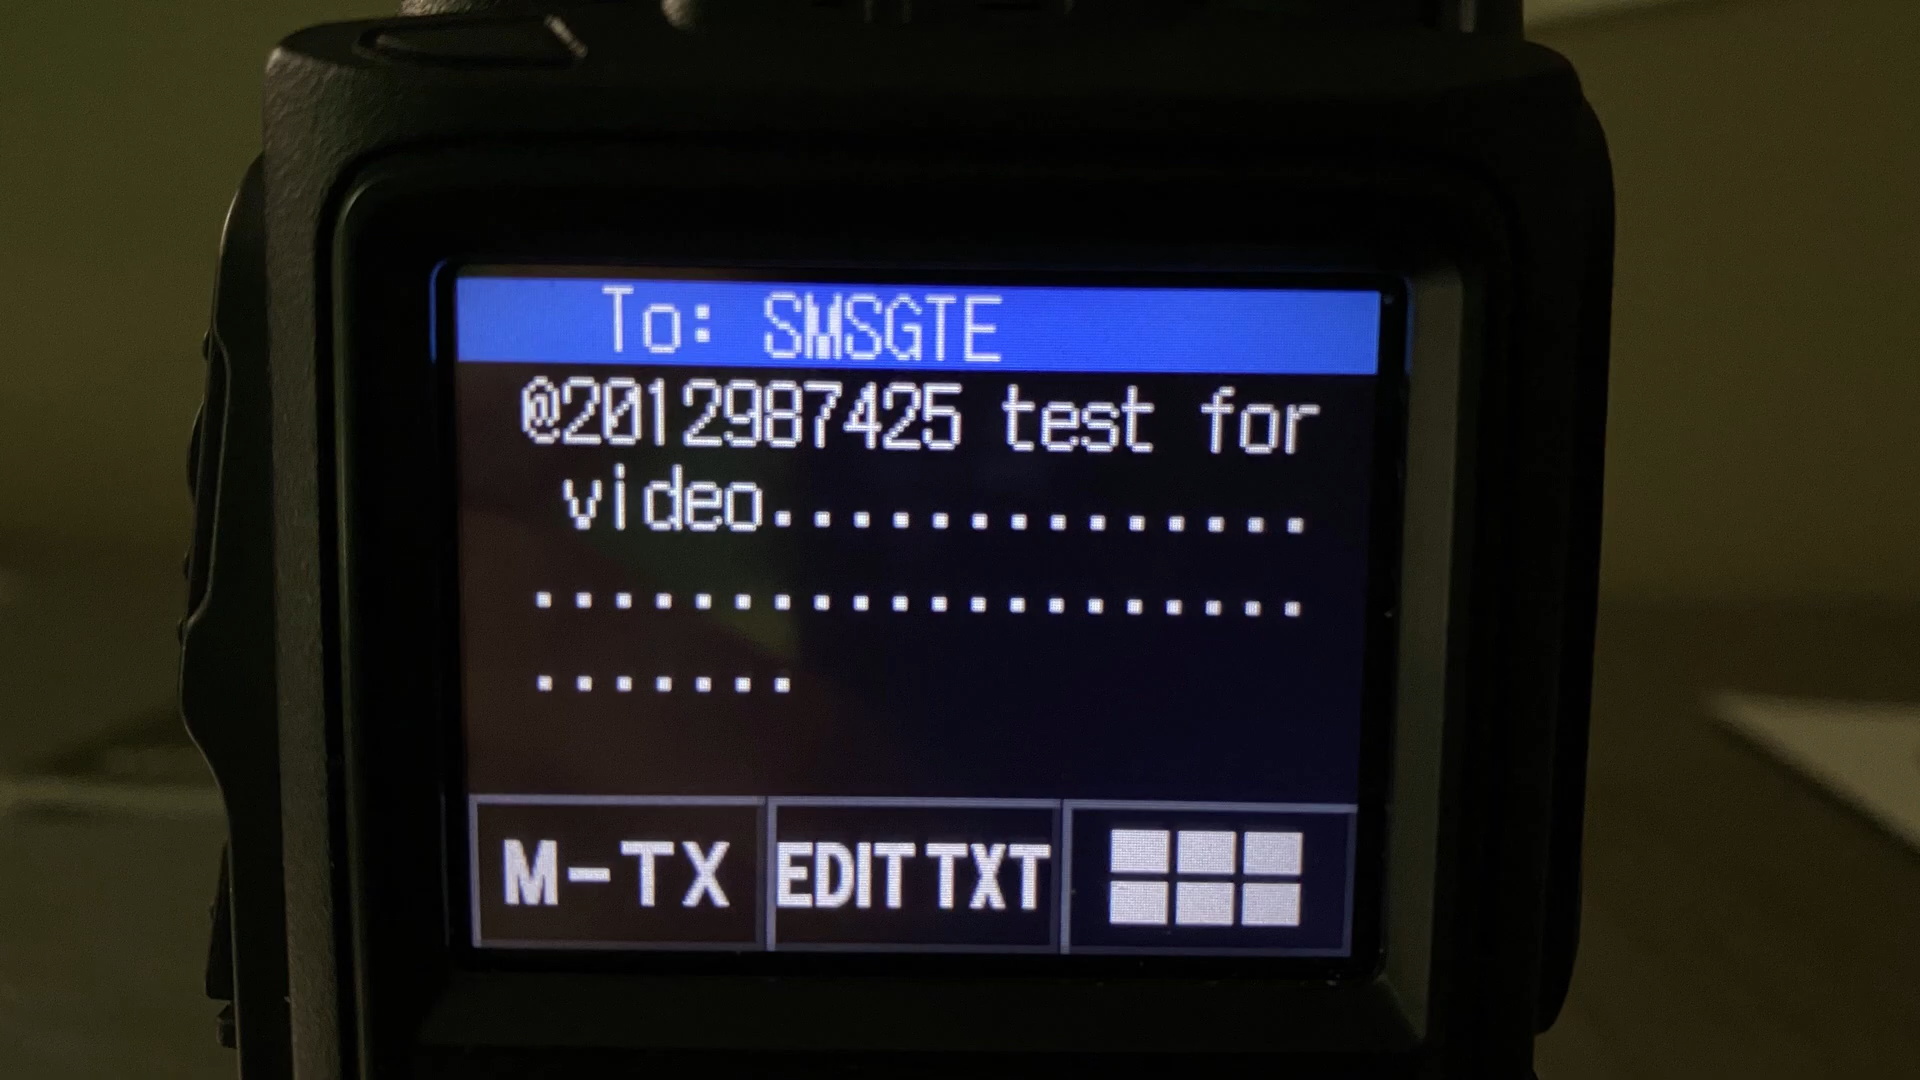 To: SMSGTE
@2012987425 test for
video...............
....................
.......
M-TX
EDIT TXT